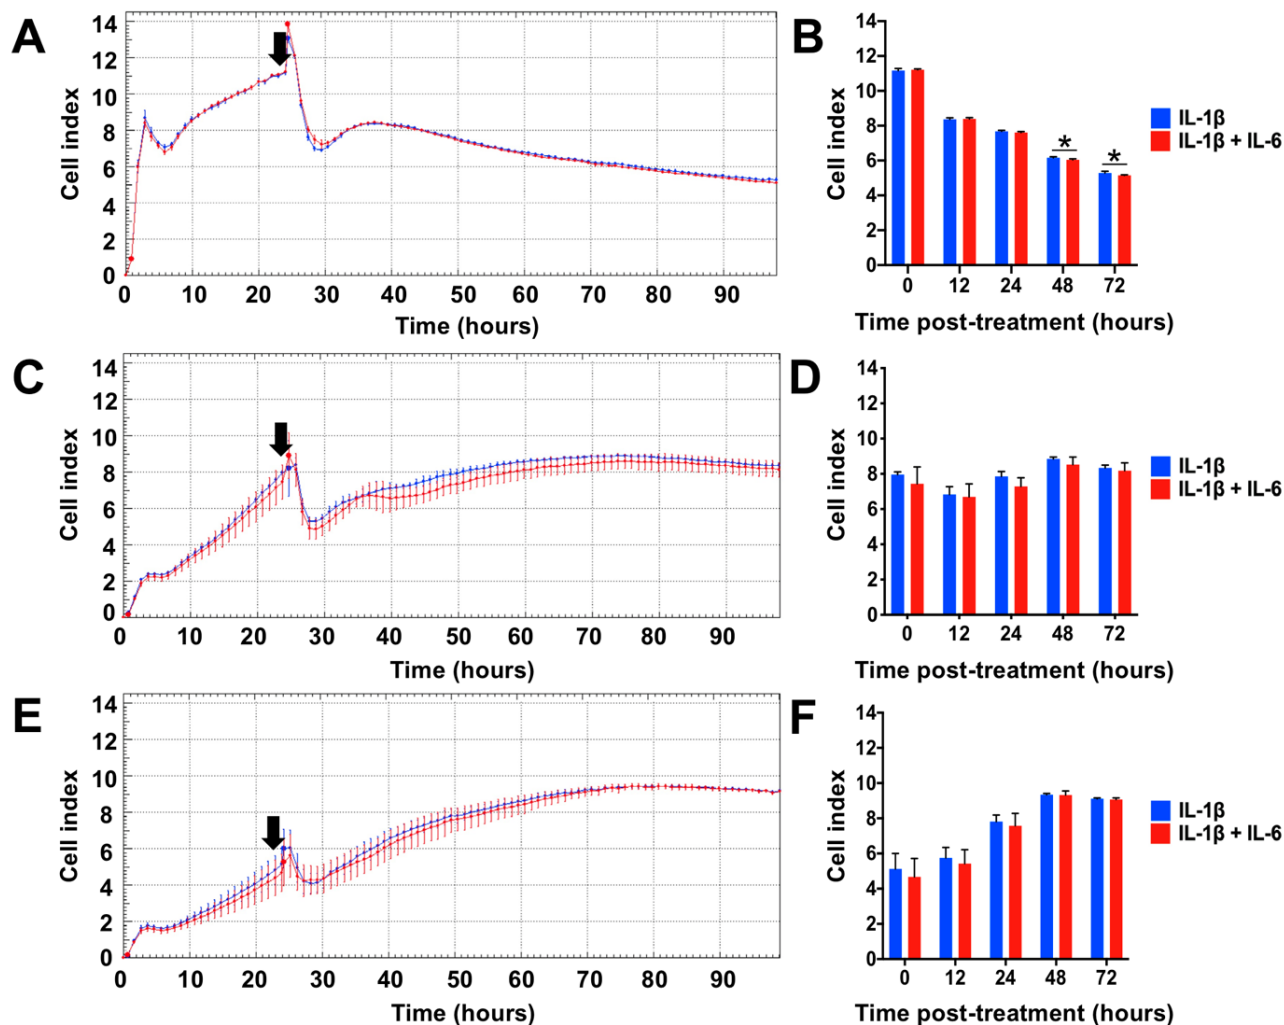 A
Cell index
14
12
10
8
6
4
2
0
0 10 20 30 40 50 60 70 80 90
Time (hours)
B
Cell index
14
12
10
8
6
4
2
0
* *
0 12 24 48 72
Time post-treatment (hours)
IL-1β
IL-1β + IL-6
C
Cell index
14
12
10
8
6
4
2
0
0 10 20 30 40 50 60 70 80 90
Time (hours)
D
Cell index
14
12
10
8
6
4
2
0
0 12 24 48 72
Time post-treatment (hours)
IL-1β
IL-1β + IL-6
E
Cell index
14
12
10
8
6
4
2
0
0 10 20 30 40 50 60 70 80 90
Time (hours)
F
Cell index
14
12
10
8
6
4
2
0
0 12 24 48 72
Time post-treatment (hours)
IL-1β
IL-1β + IL-6